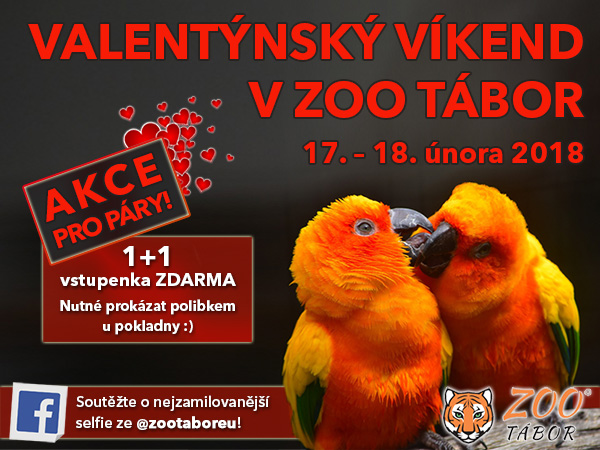 VALENTÝNSKÝ VÍKEND
V ZOO TÁBOR
17. – 18. února 2018
AKCE
PRO PÁRY!
1+1
vstupenka ZDARMA
Nutné prokázat polibkem
u pokladny :)
f
Soutěžte o nejzamilovanější
selfie ze @zootaboreu!
ZOO®
TÁBOR